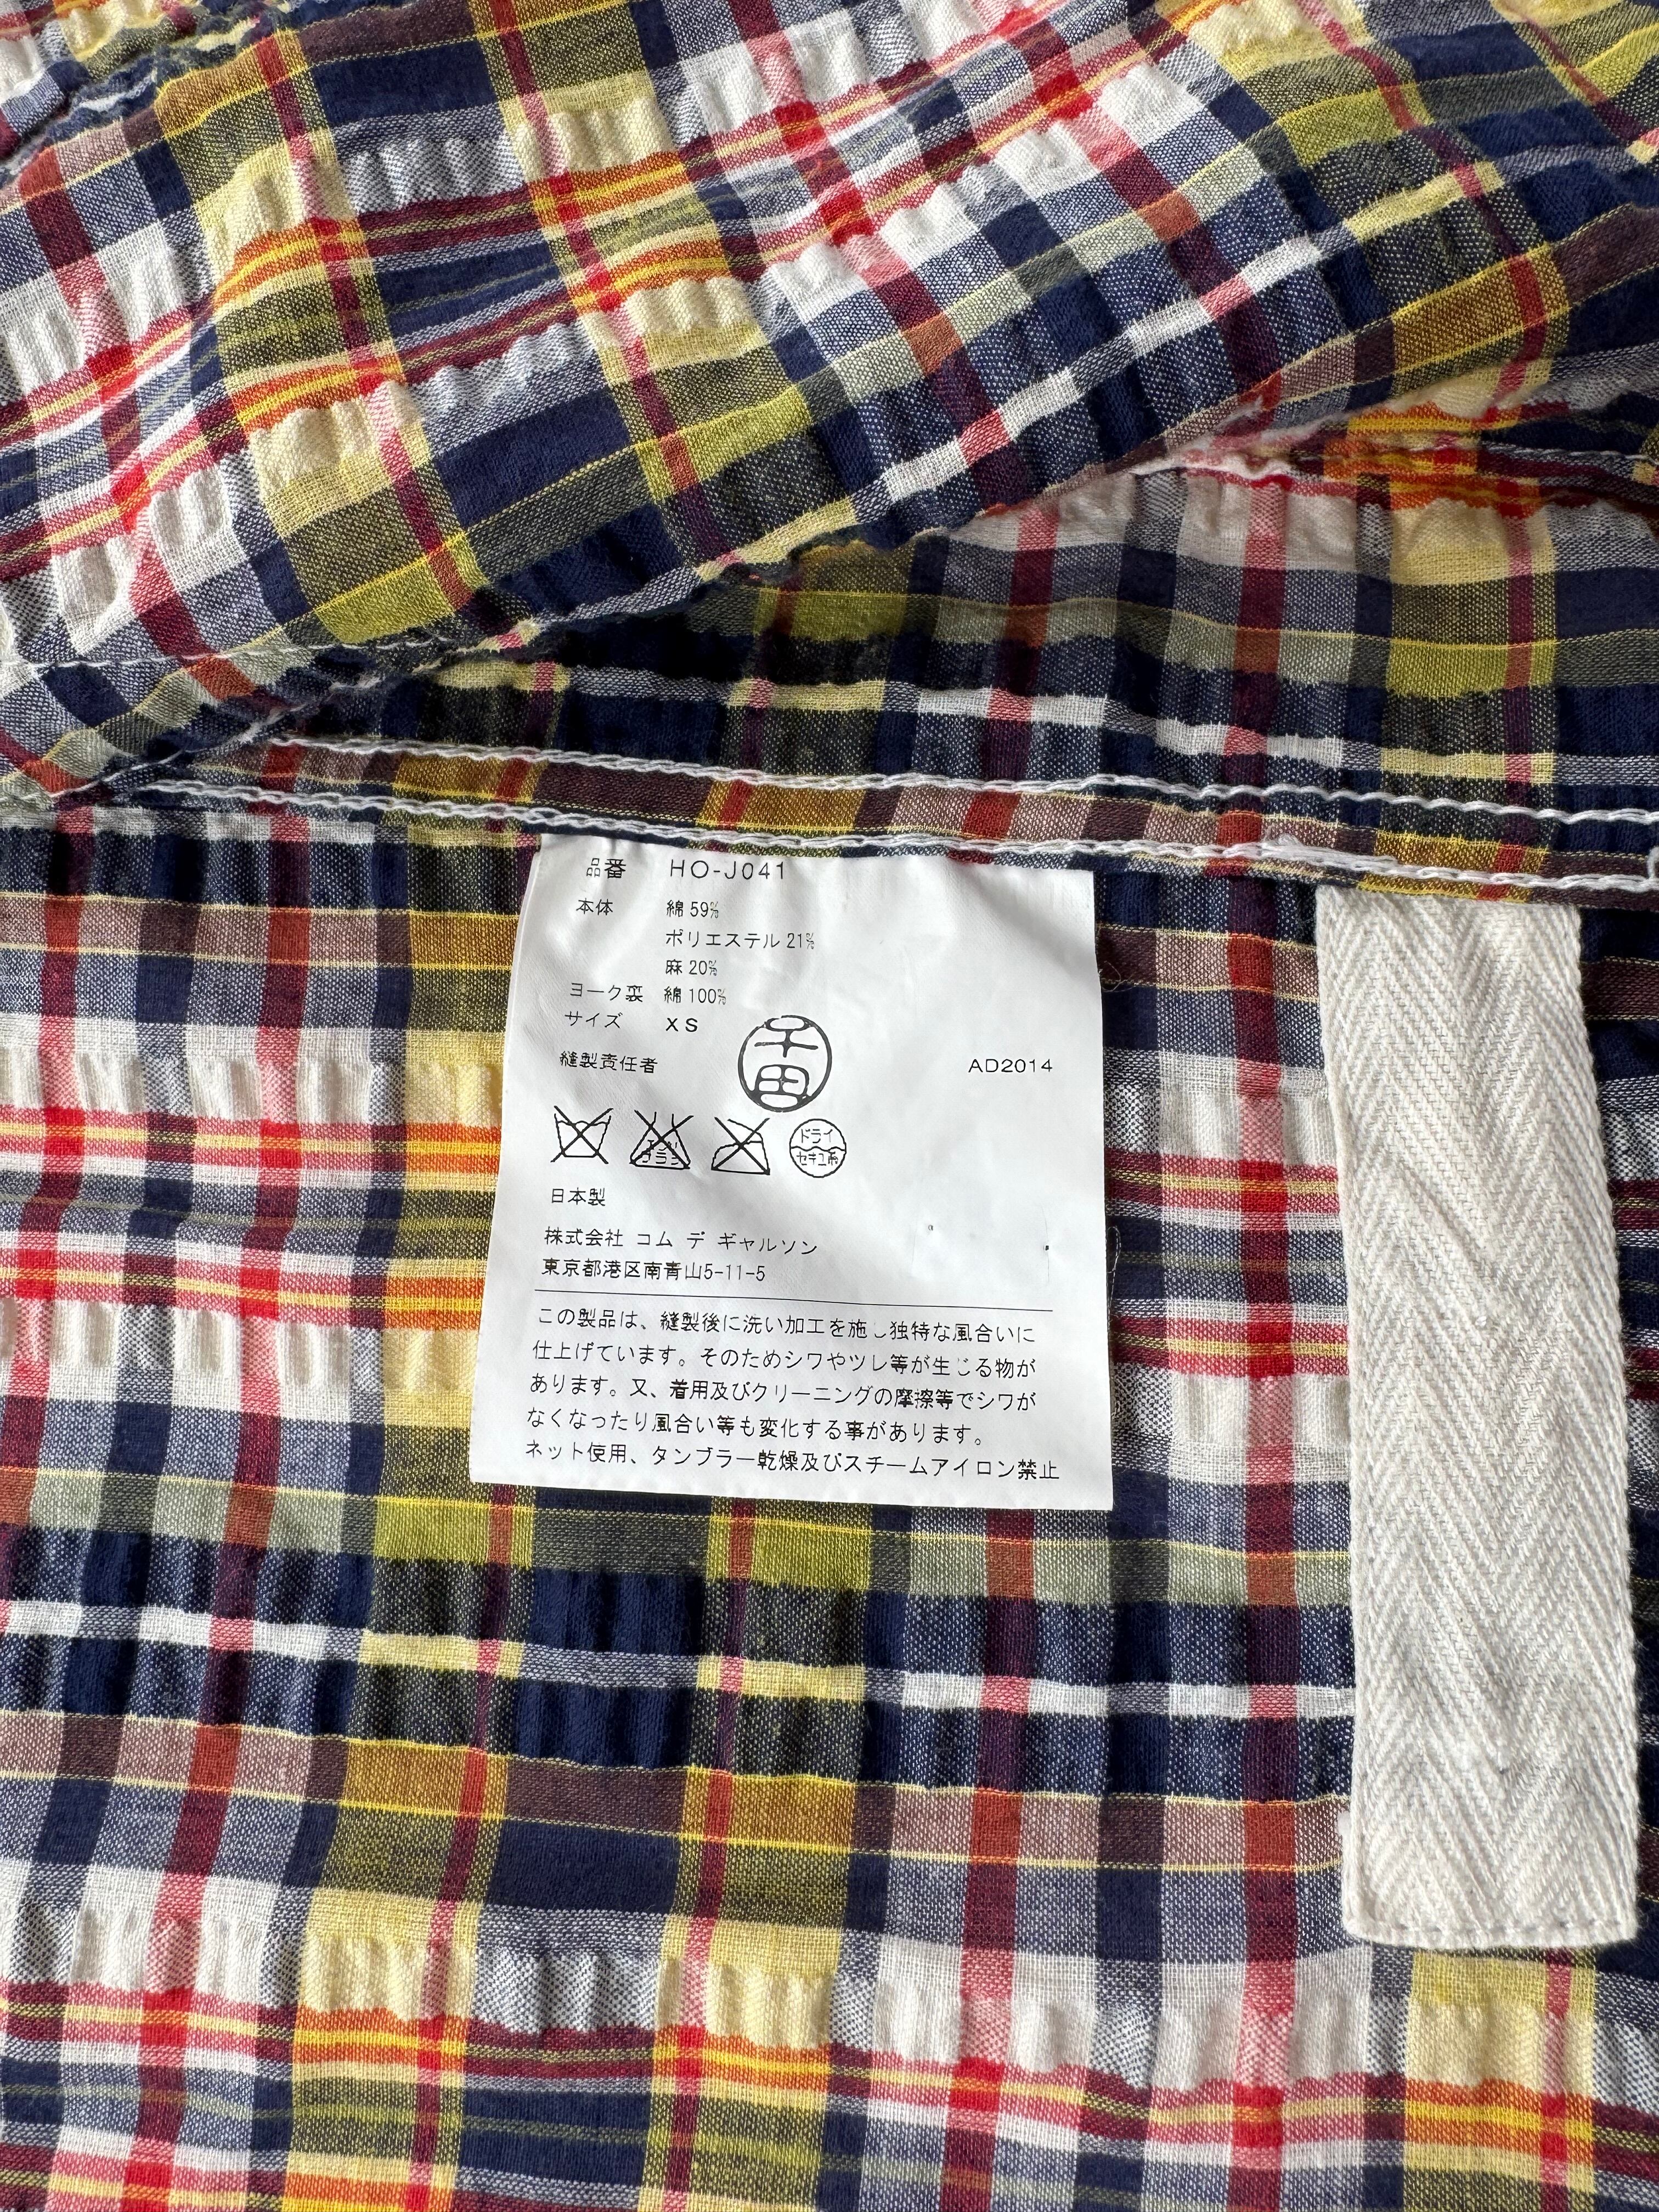 品番 HO-J041
本体 綿 59%
ポリエステル 21%
麻 20%
ヨーク裏 綿 100%
サイズ XS
縫製責任者 千田 AD2014
エンソ ドライ
ブラシ セキユ系
日本製
株式会社 コム デ ギャルソン
東京都港区南青山5-11-5
この製品は、縫製後に洗い加工を施し独特な風合いに
仕上げています。そのためシワやツレ等が生じる物が
あります。又、着用及びクリーニングの摩擦等でシワが
なくなったり風合い等も変化する事があります。
ネット使用、タンブラー乾燥及びスチームアイロン禁止